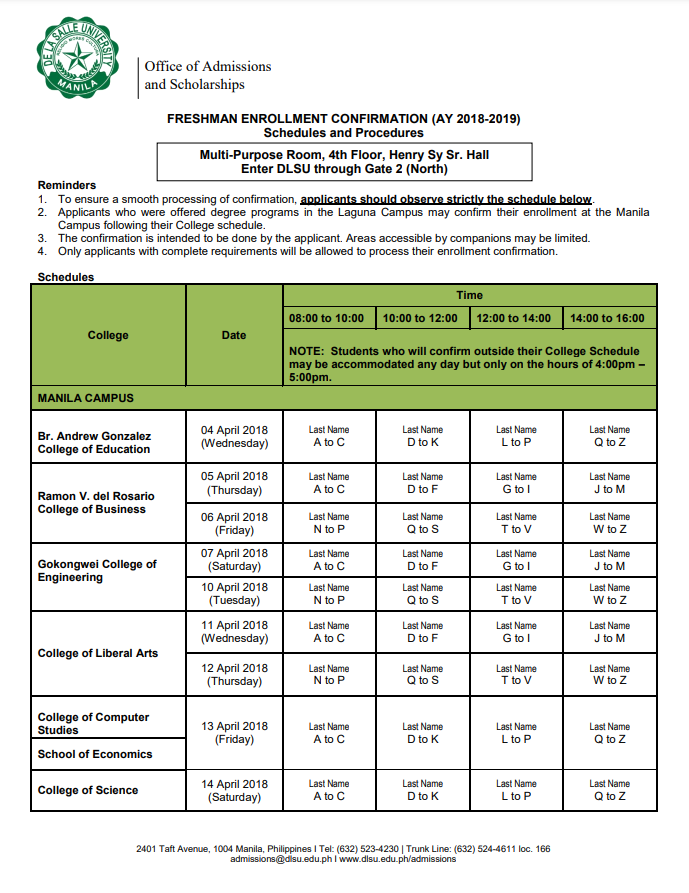 DE LA SALLE UNIVERSITY
MANILA
Office of Admissions
and Scholarships
FRESHMAN ENROLLMENT CONFIRMATION (AY 2018-2019)
Schedules and Procedures
Multi-Purpose Room, 4th Floor, Henry Sy Sr. Hall
Enter DLSU through Gate 2 (North)
Reminders
1. To ensure a smooth processing of confirmation, applicants should observe strictly the schedule below.
2. Applicants who were offered degree programs in the Laguna Campus may confirm their enrollment at the Manila
Campus following their College schedule.
3. The confirmation is intended to be done by the applicant. Areas accessible by companions may be limited.
4. Only applicants with complete requirements will be allowed to process their enrollment confirmation.
Schedules
College Date Time
08:00 to 10:00 10:00 to 12:00 12:00 to 14:00 14:00 to 16:00
NOTE: Students who will confirm outside their College Schedule
may be accommodated any day but only on the hours of 4:00pm –
5:00pm.
MANILA CAMPUS
Br. Andrew Gonzalez
College of Education
04 April 2018
(Wednesday)
Last Name Last Name Last Name Last Name
A to C D to K L to P Q to Z
Ramon V. del Rosario
College of Business
05 April 2018
(Thursday)
Last Name Last Name Last Name Last Name
A to C D to F G to I J to M
06 April 2018
(Friday)
Last Name Last Name Last Name Last Name
N to P Q to S T to V W to Z
Gokongwei College of
Engineering
07 April 2018
(Saturday)
Last Name Last Name Last Name Last Name
A to C D to F G to I J to M
10 April 2018
(Tuesday)
Last Name Last Name Last Name Last Name
N to P Q to S T to V W to Z
College of Liberal Arts
11 April 2018
(Wednesday)
Last Name Last Name Last Name Last Name
A to C D to F G to I J to M
12 April 2018
(Thursday)
Last Name Last Name Last Name Last Name
N to P Q to S T to V W to Z
College of Computer
Studies
School of Economics
13 April 2018
(Friday)
Last Name Last Name Last Name Last Name
A to C D to K L to P Q to Z
College of Science
14 April 2018
(Saturday)
Last Name Last Name Last Name Last Name
A to C D to K L to P Q to Z
2401 Taft Avenue, 1004 Manila, Philippines I Tel: (632) 523-4230 | Trunk Line: (632) 524-4611 loc. 166
admissions@dlsu.edu.ph I www.dlsu.edu.ph/admissions